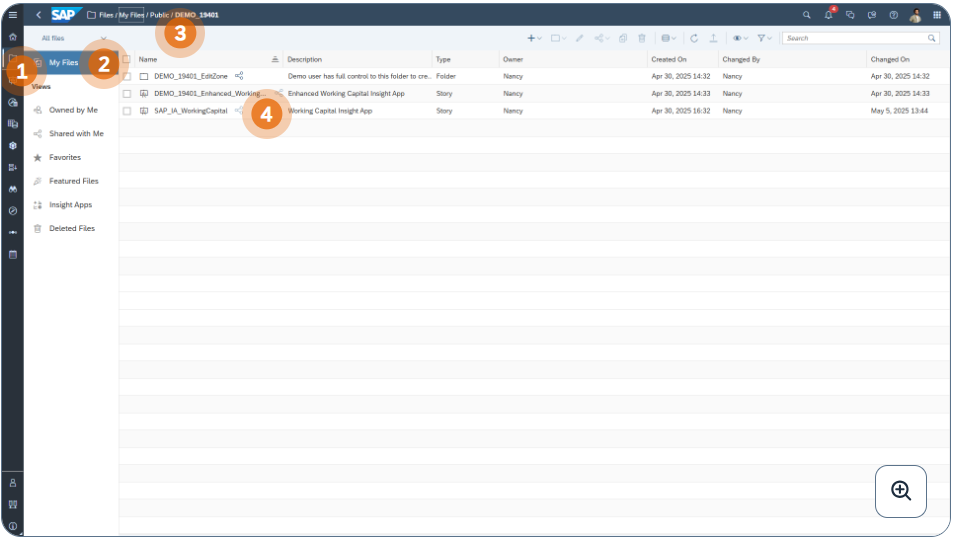 SAP Files / My Files / Public / DEMO_19401
4
3
All files
Search
1
My Files
2
Name Description Type Owner Created On Changed By Changed On
DEMO_19401_EditZone Demo user has full control to this folder to cre... Folder Nancy Apr 30, 2025 14:32 Nancy Apr 30, 2025 14:32
Views
DEMO_19401_Enhanced_Working... Enhanced Working Capital Insight App Story Nancy Apr 30, 2025 14:33 Nancy Apr 30, 2025 14:33
SAP_IA_WorkingCapital Working Capital Insight App Story Nancy Apr 30, 2025 16:32 Nancy May 5, 2025 13:44
4
Owned by Me
Shared with Me
Favorites
Featured Files
Insight Apps
Deleted Files